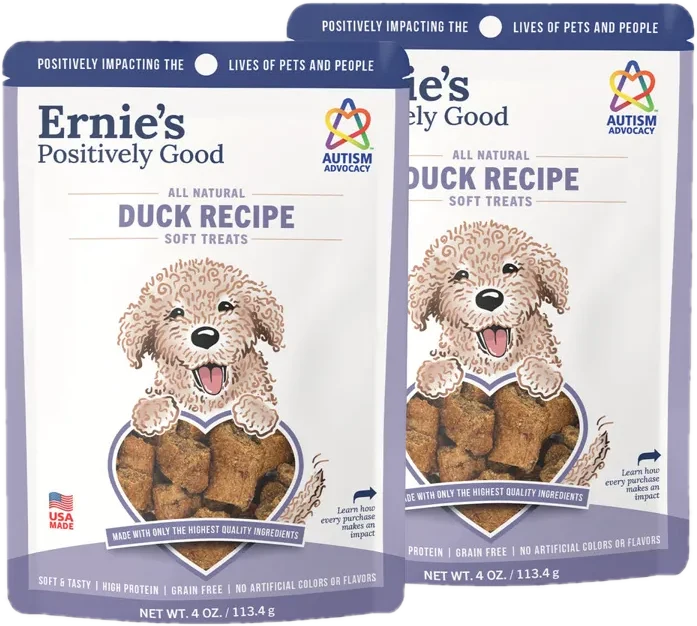 POSITIVELY IMPACTING THE LIVES OF PETS AND PEOPLE
Ernie's
Positively Good
AUTISM
ADVOCACY
ALL NATURAL
DUCK RECIPE
SOFT TREATS
USA
MADE
MADE WITH ONLY THE HIGHEST QUALITY INGREDIENTS
Learn how
every purchase
makes an
impact
SOFT & TASTY | HIGH PROTEIN | GRAIN FREE | NO ARTIFICIAL COLORS OR FLAVORS
NET WT. 4 OZ. / 113.4 g
POSITIVELY IMPACTING THE LIVES OF PETS AND PEOPLE
ie's
ely Good
AUTISM
ADVOCACY
ALL NATURAL
DUCK RECIPE
SOFT TREATS
DE WITH ONLY THE HIGHEST QUALITY INGREDIENTS
Learn how
every purchase
makes an
impact
PROTEIN | GRAIN FREE | NO ARTIFICIAL COLORS OR FLAVORS
NET WT. 4 OZ. / 113.4 g